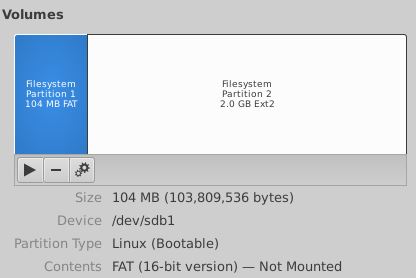 Volumes
Filesystem
Partition 1
104 MB FAT
Filesystem
Partition 2
2.0 GB Ext2
Size 104 MB (103,809,536 bytes)
Device /dev/sdb1
Partition Type Linux (Bootable)
Contents FAT (16-bit version) — Not Mounted